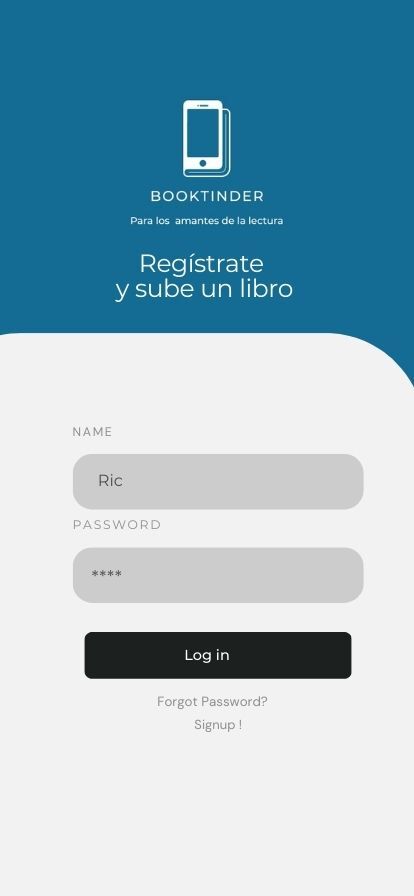 BOOKTINDER
Para los amantes de la lectura
Regístrate
y sube un libro
NAME
Ric
PASSWORD
****
Log in
Forgot Password?
Signup !